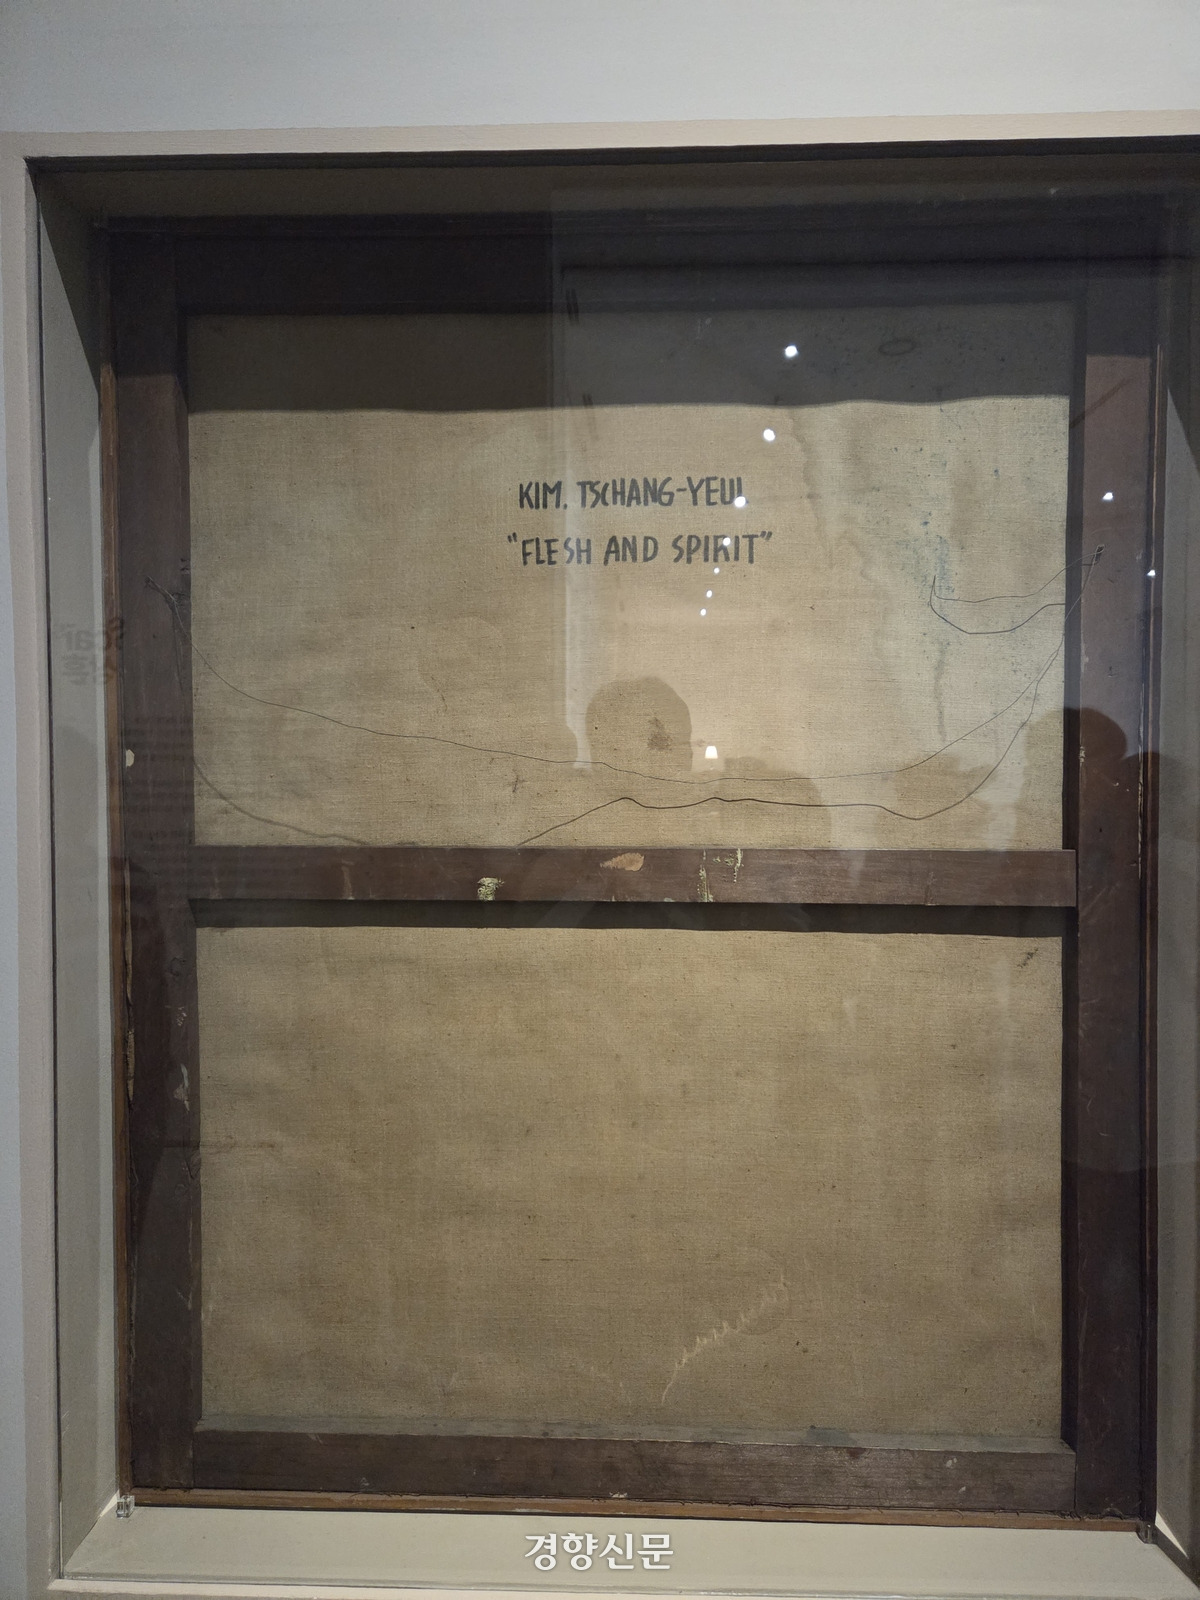 KIM. TSCHANG-YEUL
"FLESH AND SPIRIT"
경향신문